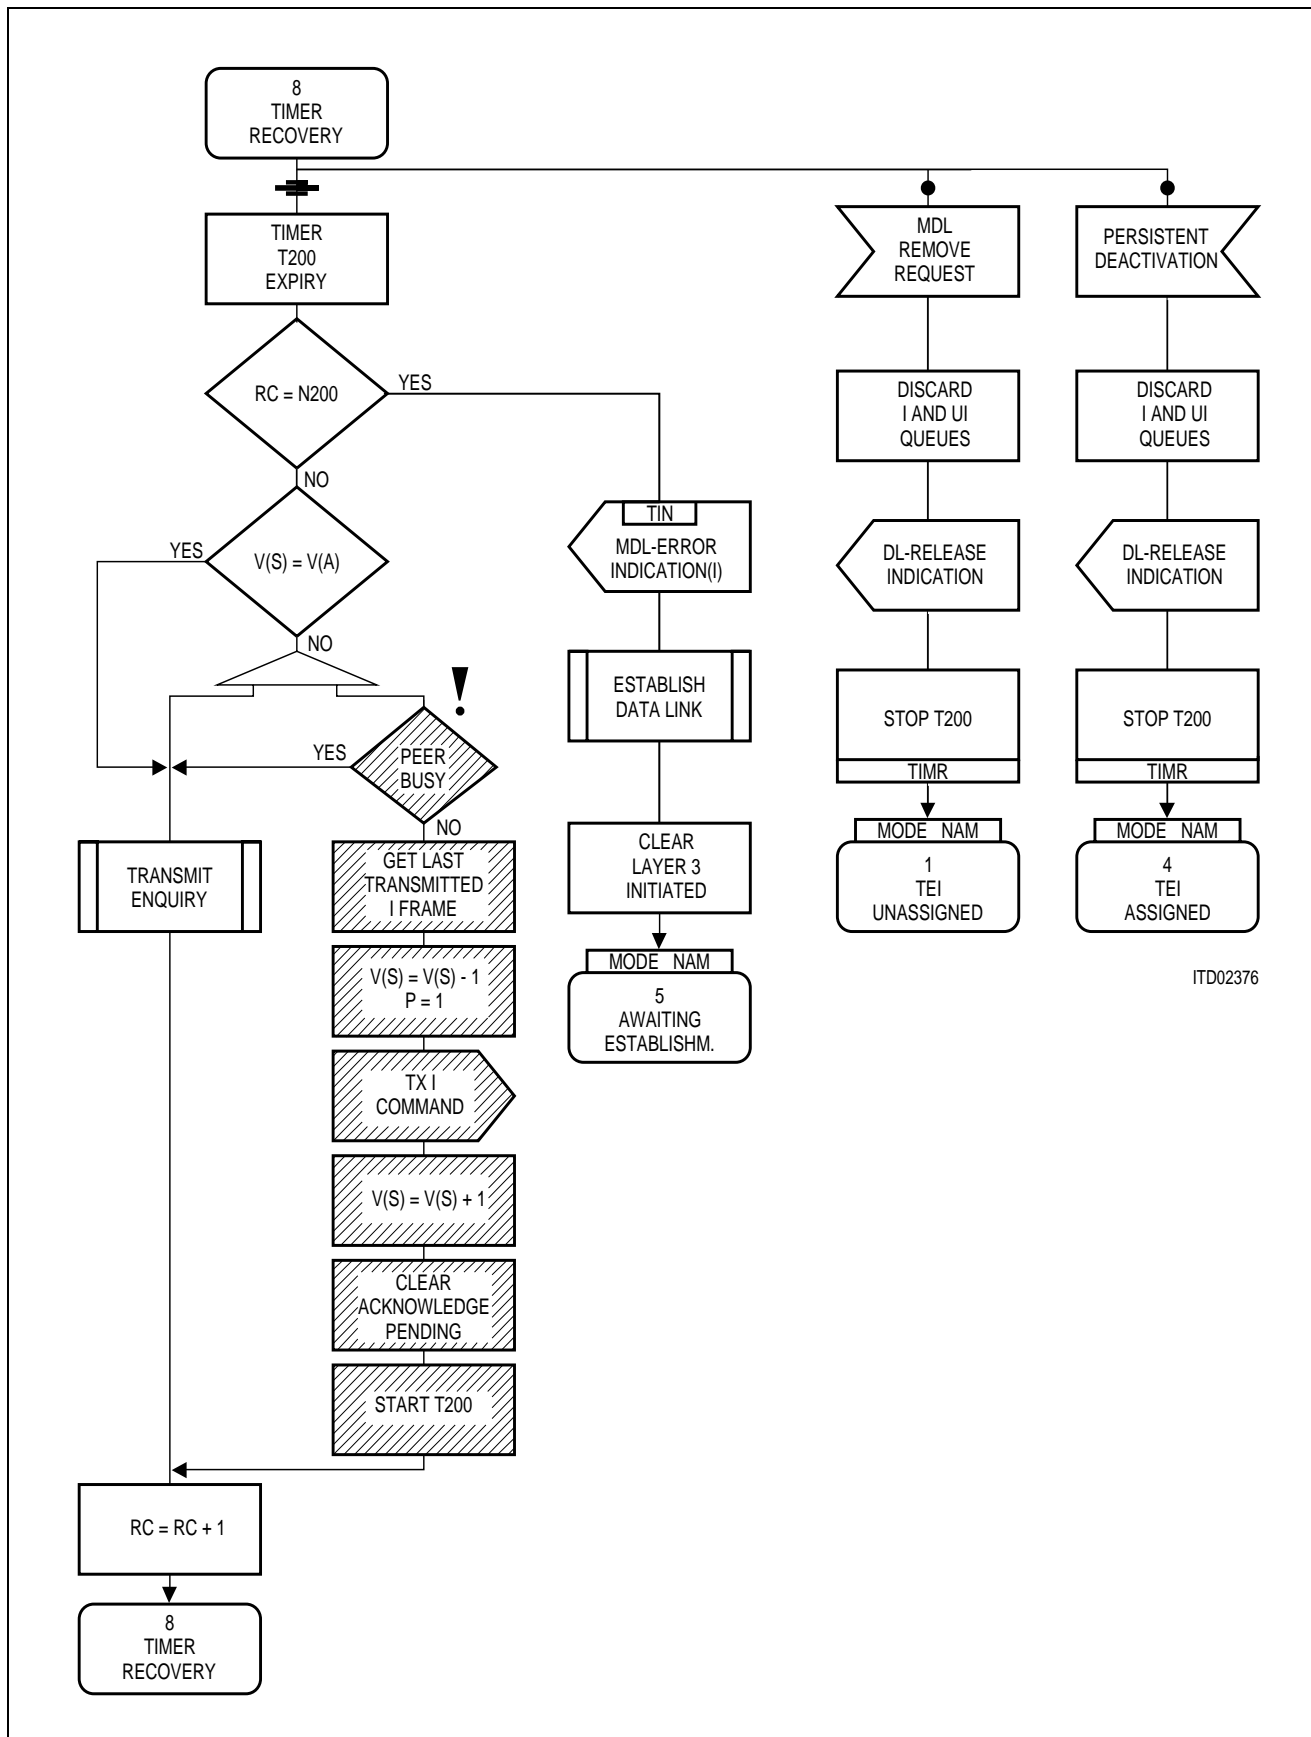 8
TIMER
RECOVERY
TIMER
T200
EXPIRY
RC = N200
YES
NO
V(S) = V(A)
YES
NO
PEER
BUSY
YES
NO
TRANSMIT
ENQUIRY
GET LAST
TRANSMITTED
I FRAME
V(S) = V(S) - 1
P = 1
TX I
COMMAND
V(S) = V(S) + 1
CLEAR
ACKNOWLEDGE
PENDING
START T200
RC = RC + 1
8
TIMER
RECOVERY
TIN
MDL-ERROR
INDICATION(I)
ESTABLISH
DATA LINK
CLEAR
LAYER 3
INITIATED
MODE NAM
5
AWAITING
ESTABLISHM.
MDL
REMOVE
REQUEST
DISCARD
I AND UI
QUEUES
DL-RELEASE
INDICATION
STOP T200
TIMR
MODE NAM
1
TEI
UNASSIGNED
PERSISTENT
DEACTIVATION
DISCARD
I AND UI
QUEUES
DL-RELEASE
INDICATION
STOP T200
TIMR
MODE NAM
4
TEI
ASSIGNED
ITD02376